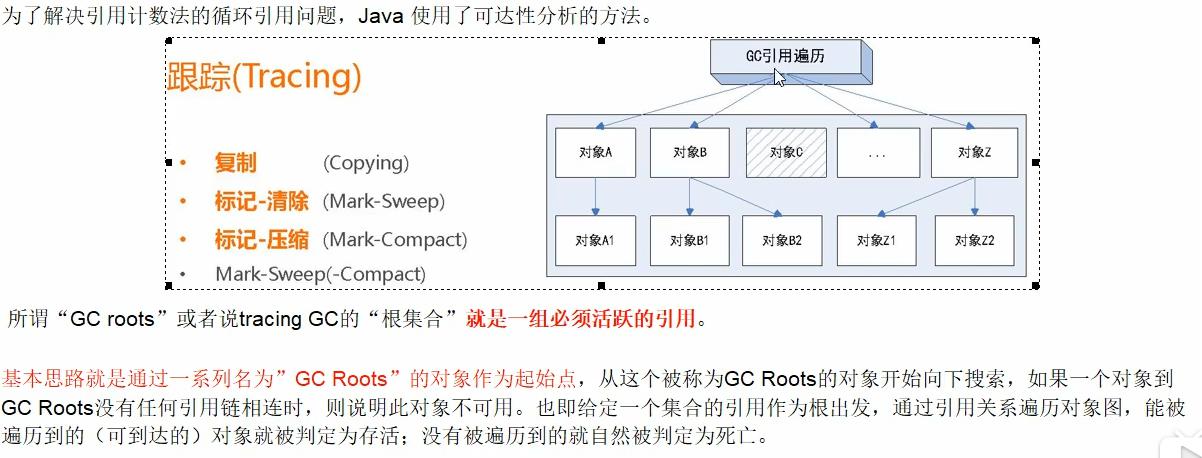 为了解决引用计数法的循环引用问题，Java 使用了可达性分析的方法。
跟踪(Tracing)
• 复制 (Copying)
• 标记-清除 (Mark-Sweep)
• 标记-压缩 (Mark-Compact)
• Mark-Sweep(-Compact)
GC引用遍历
对象A 对象B 对象C ... 对象Z
对象A1 对象B1 对象B2 对象Z1 对象Z2
所谓“GC roots”或者说tracing GC的“根集合”就是一组必须活跃的引用。
基本思路就是通过一系列名为”GC Roots”的对象作为起始点，从这个被称为GC Roots的对象开始向下搜索，如果一个对象到
GC Roots没有任何引用链相连时，则说明此对象不可用。也即给定一个集合的引用作为根出发，通过引用关系遍历对象图，能被
遍历到的（可到达的）对象就被判定为存活；没有被遍历到的就自然被判定为死亡。